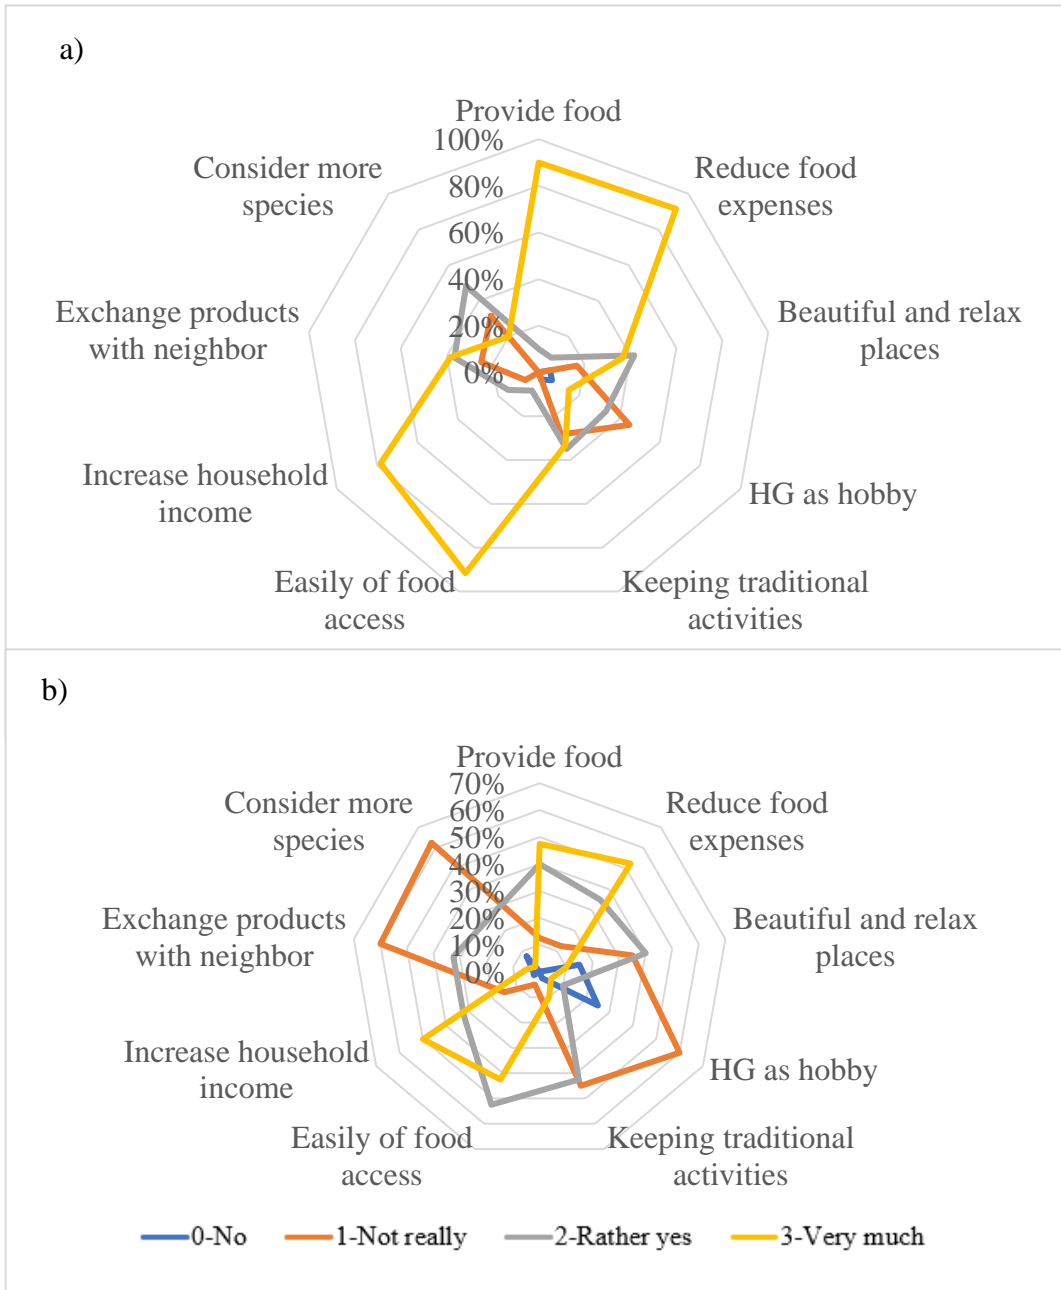 a)
Provide food
100%
80%
60%
40%
20%
0%
Reduce food
expenses
Beautiful and relax
places
HG as hobby
Keeping traditional
activities
Easily of food
access
Increase household
income
Exchange products
with neighbor
Consider more
species
b)
Provide food
70%
60%
50%
40%
30%
20%
10%
0%
Reduce food
expenses
Beautiful and relax
places
HG as hobby
Keeping traditional
activities
Easily of food
access
Increase household
income
Exchange products
with neighbor
Consider more
species
0-No 1-Not really 2-Rather yes 3-Very much